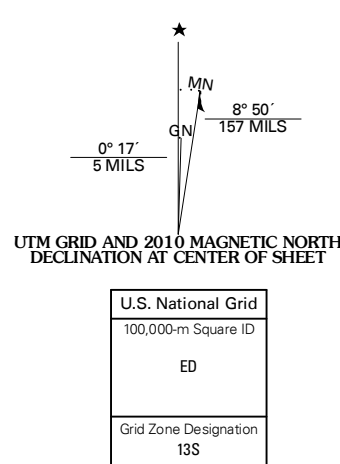 MN
GN
8° 50´
157 MILS
0° 17´
5 MILS
UTM GRID AND 2010 MAGNETIC NORTH
DECLINATION AT CENTER OF SHEET
U.S. National Grid
100,000-m Square ID
ED
Grid Zone Designation
13S